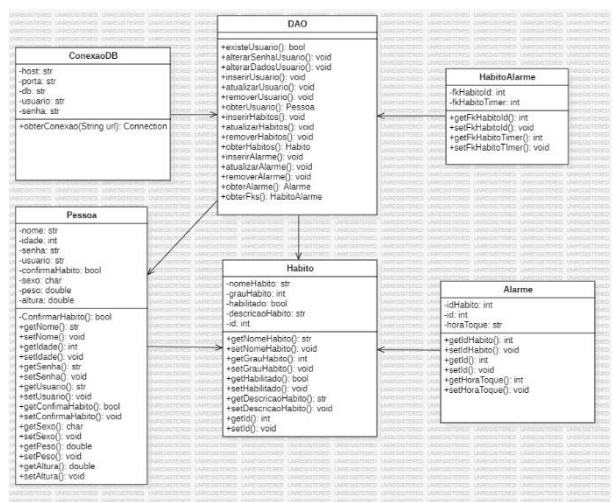 DAO
+existeUsuario(): bool
+alterarSenhaUsuario(): void
+alterarDadosUsuario(): void
+inserirUsuario(): void
+atualizarUsuario(): void
+removerUsuario(): void
+obterUsuario(): Pessoa
+inserirHabitos(): void
+atualizarHabitos(): void
+removerHabitos(): void
+obterHabitos(): Habito
+inserirAlarme(): void
+atualizarAlarme(): void
+removerAlarme(): void
+obterAlarme(): Alarme
+obterFks(): HabitoAlarme
ConexaoDB
-host: str
-porta: str
-db: str
-usuario: str
-senha: str
+obterConexao(String url): Connection
HabitoAlarme
-fkHabitoId: int
-fkHabitoTimer: int
+getFkHabitoId(): int
+setFkHabitoId(): void
+getFkHabitoTimer(): int
+setFkHabitoTImer(): void
Pessoa
-nome: str
-idade: int
-senha: str
-usuario: str
-confirmaHabito: bool
-sexo: char
-peso: double
-altura: double
-ConfirmarHabito(): bool
+getNome(): str
+setNome(): void
+getIdade(): int
+setIdade(): void
+getSenha(): str
+setSenha(): void
+getUsuario(): str
+setUsuario(): void
+getConfimaHabito(): bool
+setConfirmaHabito(): void
+getSexo(): char
+setSexo(): void
+getPeso(): double
+setPeso(): void
+getAltura(): double
+setAltura(): void
Habito
-nomeHabito: str
-grauHabito: int
-habilitado: bool
-descricaoHabito: str
-id: int
+getNomeHabito(): str
+setNomeHabito(): void
+getGrauHabito(): int
+setGrauHabito(): void
+getHabilitado(): bool
+setHabilitado(): void
+getDescricaoHabito(): str
+setDescricaoHabito(): void
+getId(): int
+setId(): void
Alarme
-idHabito: int
-id: int
-horaToque: str
+getIdHabito(): int
+setIdHabito(): void
+getId(): int
+setId(): void
+getHoraToque(): int
+setHoraToque(): void